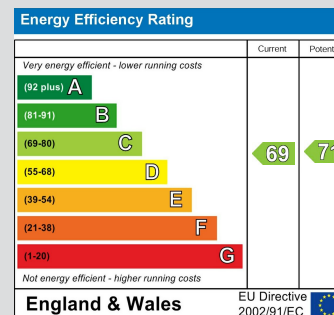 Energy Efficiency Rating
Current
Very energy efficient - lower running costs
(92 plus) A
(81-91) B
(69-80) C
(55-68) D
(39-54) E
(21-38) F
(1-20) G
69
71
Not energy efficient - higher running costs
England & Wales
EU Directive
2002/91/EC